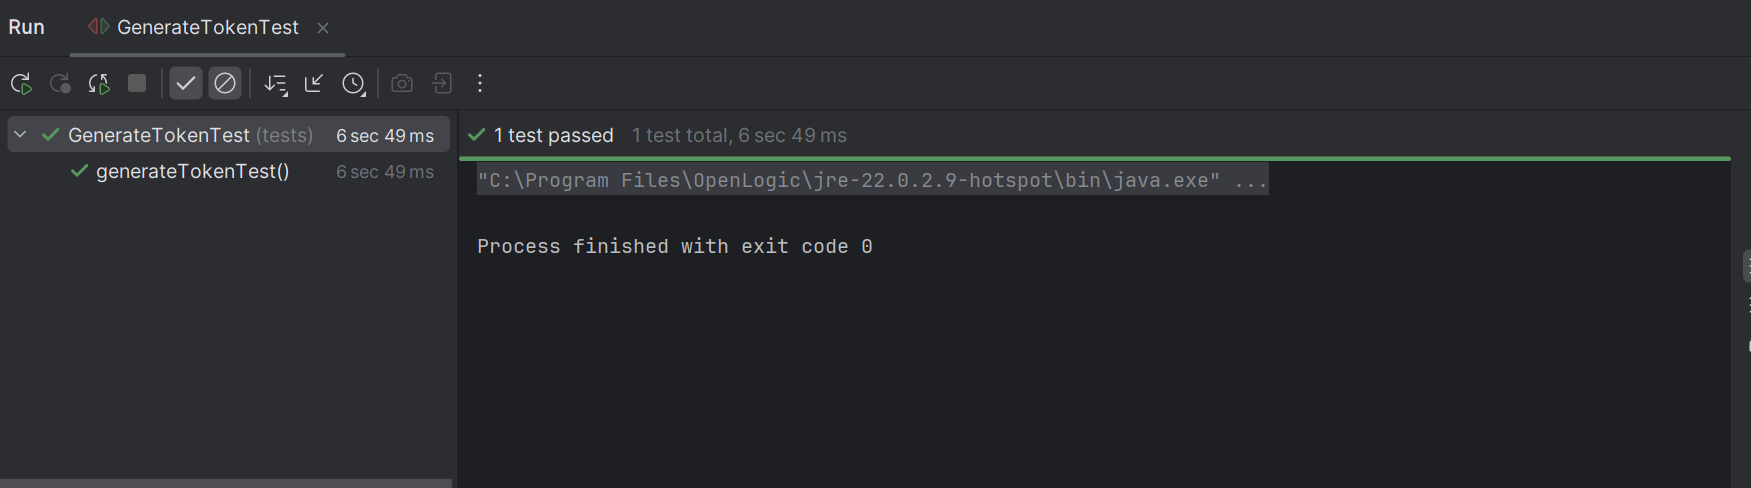 Run GenerateTokenTest
GenerateTokenTest (tests) 6 sec 49 ms
generateTokenTest() 6 sec 49 ms
1 test passed 1 test total, 6 sec 49 ms
"C:\Program Files\OpenLogic\jre-22.0.2.9-hotspot\bin\java.exe" ...
Process finished with exit code 0